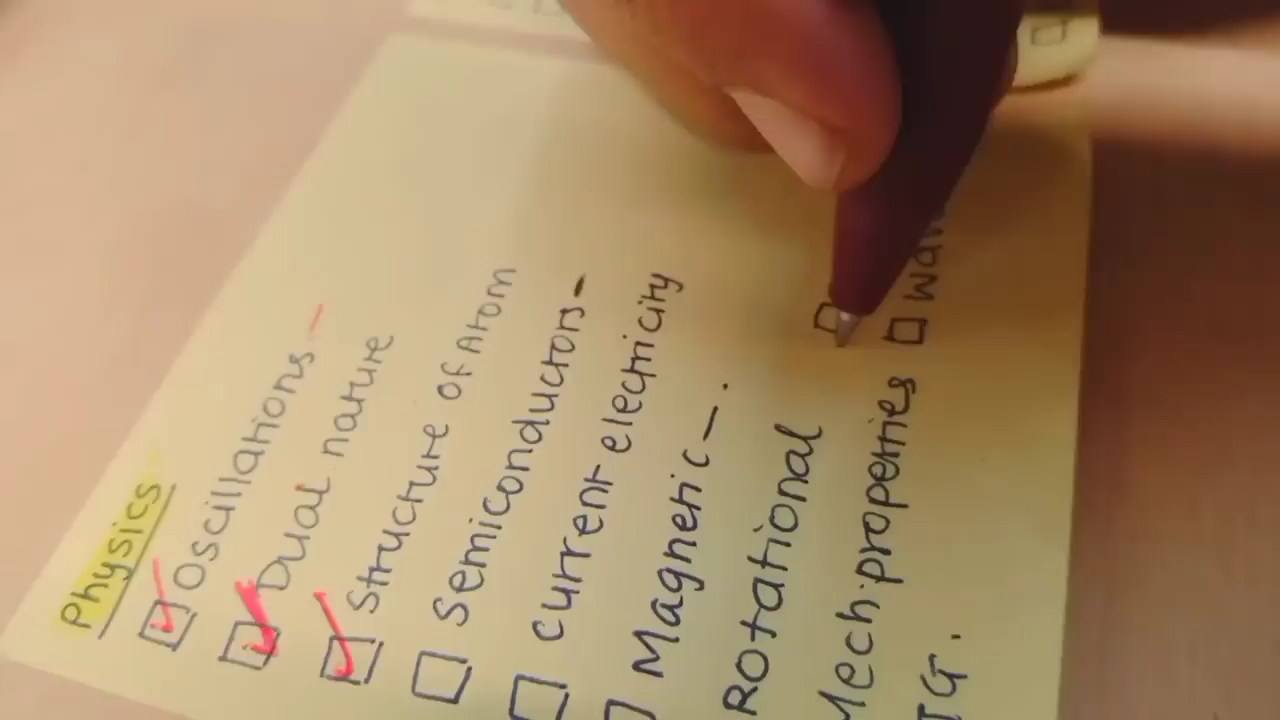 Physics
Oscillations –
Dual nature
Structure of Atom
Semiconductors –
Current electricity
Magnetic – .
Rotational
Mech.properties